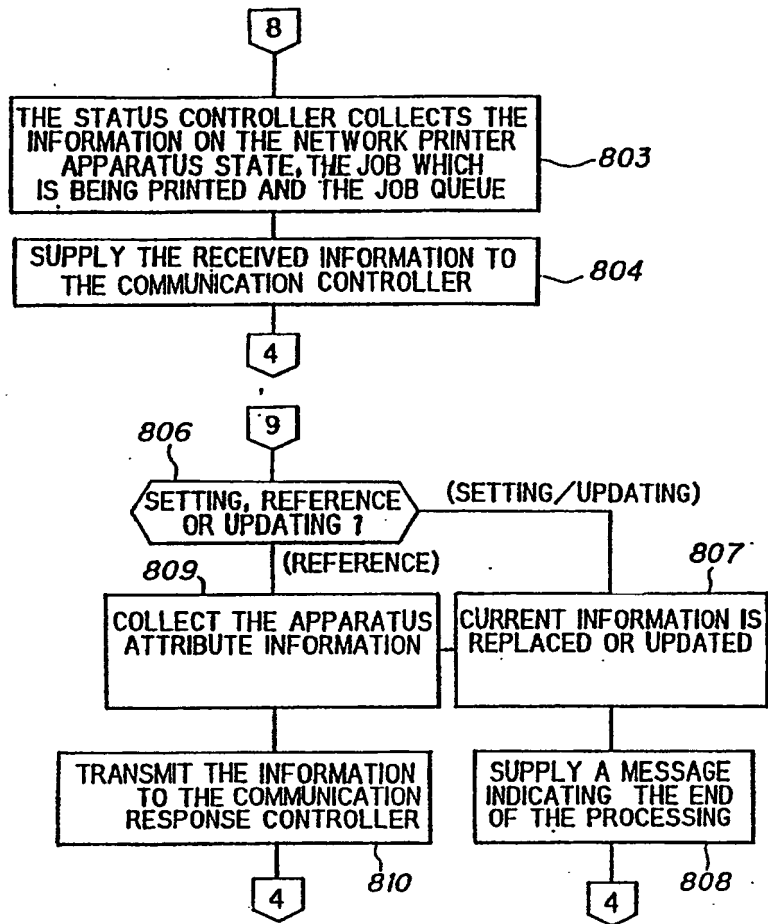 8
THE STATUS CONTROLLER COLLECTS THE
INFORMATION ON THE NETWORK PRINTER
APPARATUS STATE, THE JOB WHICH
IS BEING PRINTED AND THE JOB QUEUE
803
SUPPLY THE RECEIVED INFORMATION TO
THE COMMUNICATION CONTROLLER
804
4
9
806
SETTING, REFERENCE
OR UPDATING ?
(SETTING/UPDATING)
(REFERENCE)
809
COLLECT THE APPARATUS
ATTRIBUTE INFORMATION
807
CURRENT INFORMATION IS
REPLACED OR UPDATED
TRANSMIT THE INFORMATION
TO THE COMMUNICATION
RESPONSE CONTROLLER
810
SUPPLY A MESSAGE
INDICATING THE END
OF THE PROCESSING
808
4
4